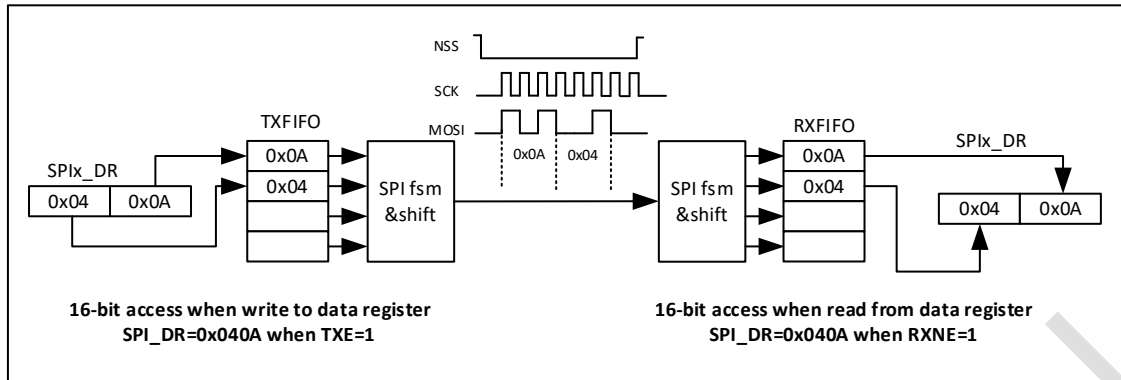 NSS
SCK
MOSI
0x0A 0x04
TXFIFO
0x0A
0x04
SPIx_DR
0x04 0x0A
SPI fsm
&shift
SPI fsm
&shift
RXFIFO
0x0A
0x04
SPIx_DR
0x04 0x0A
16-bit access when write to data register
SPI_DR=0x040A when TXE=1
16-bit access when read from data register
SPI_DR=0x040A when RXNE=1